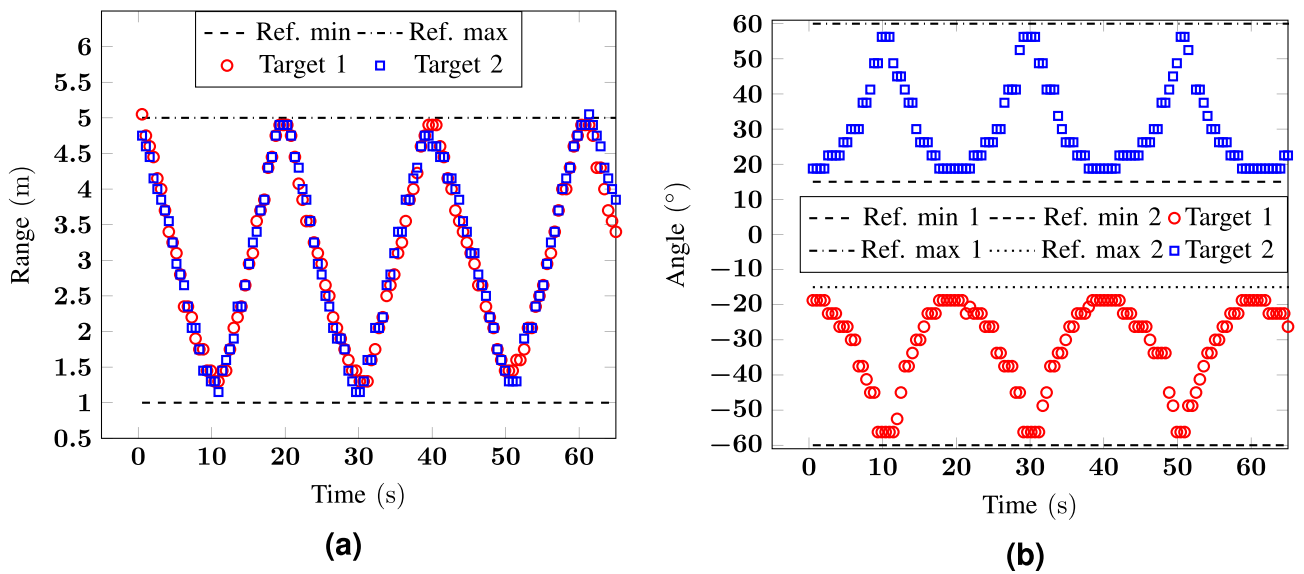 Ref. min Ref. max
Target 1 Target 2
6
5.5
5
4.5
4
3.5
3
2.5
2
1.5
1
0.5
Range (m)
0 10 20 30 40 50 60
Time (s)
(a)
60
50
40
30
20
10
0
−10
−20
−30
−40
−50
−60
Angle (°)
Ref. min 1 Ref. min 2 Target 1
Ref. max 1 Ref. max 2 Target 2
0 10 20 30 40 50 60
Time (s)
(b)